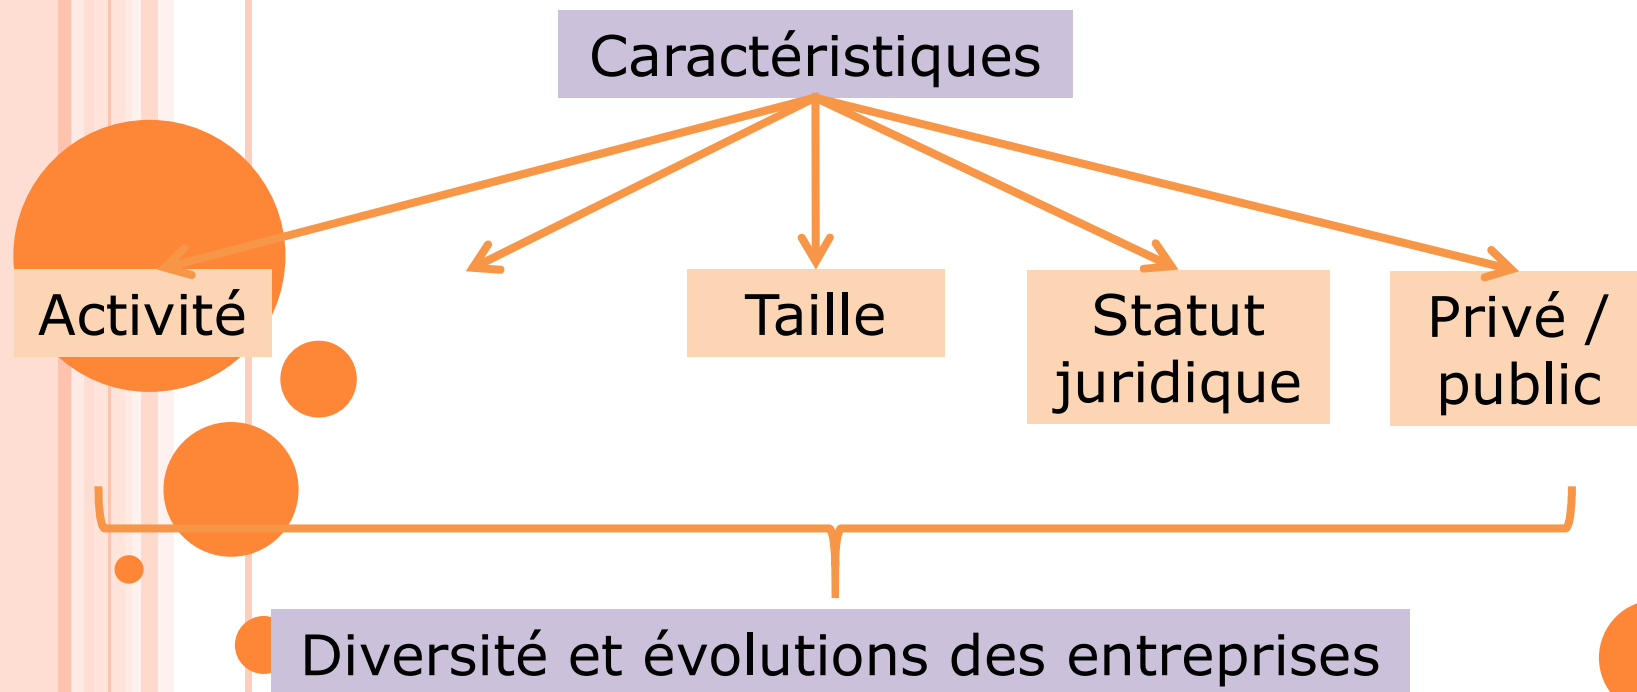 Caractéristiques
Activité
Taille
Statut
juridique
Privé /
public
Diversité et évolutions des entreprises